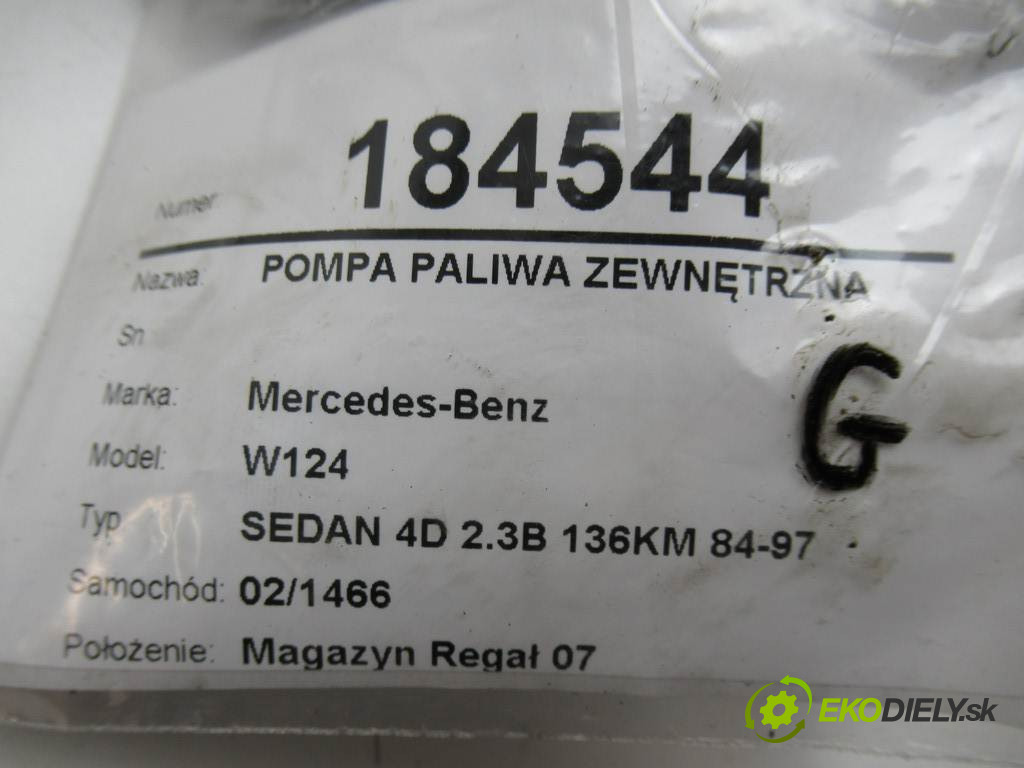 Numer 184544
Nazwa: POMPA PALIWA ZEWNĘTRZNA
Sn
Marka: Mercedes-Benz
G
Model: W124
Typ SEDAN 4D 2.3B 136KM 84-97
Samochód: 02/1466
Położenie: Magazyn Regał 07
EKODIELY.sk